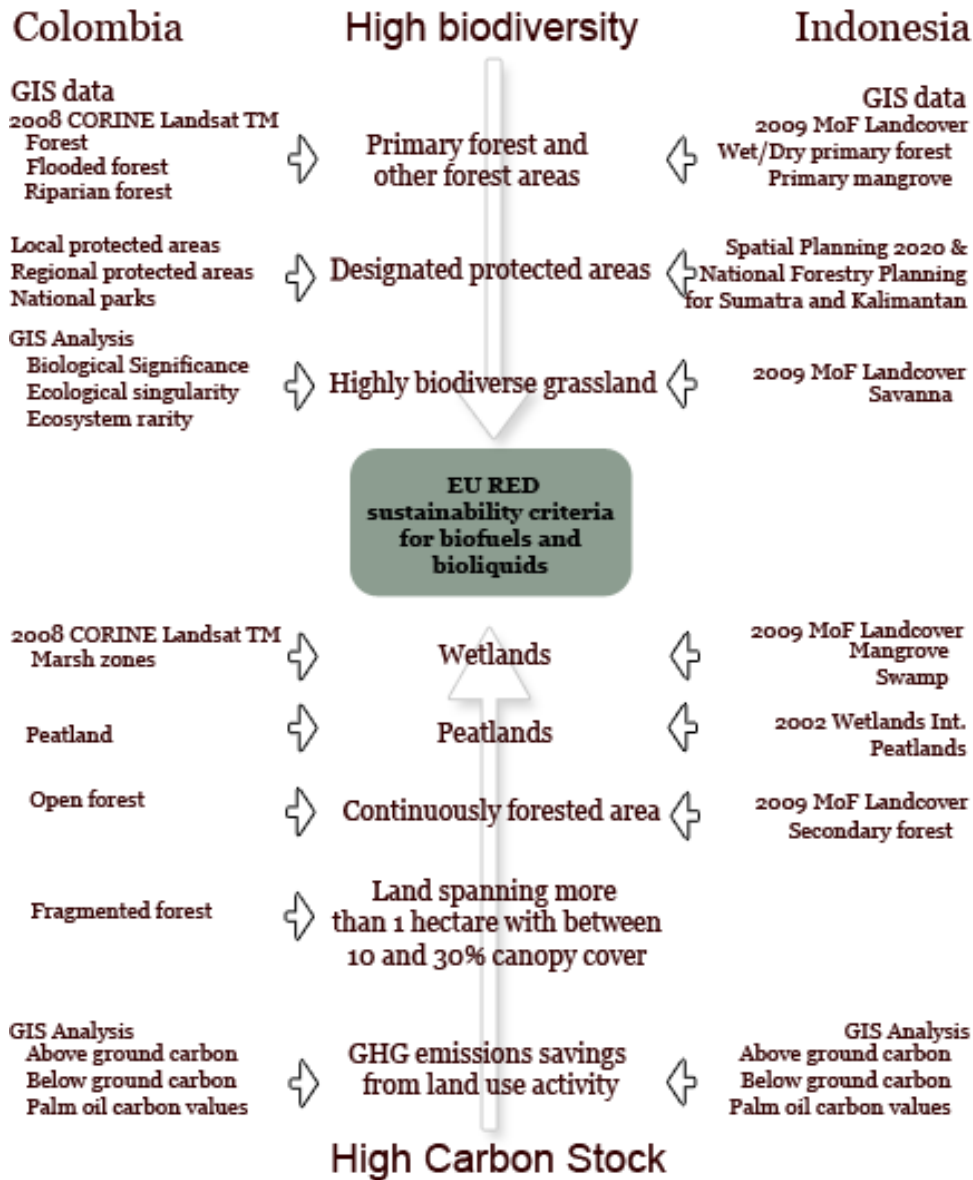 Colombia
High biodiversity
Indonesia
GIS data
2008 CORINE Landsat TM
Forest
Flooded forest
Riparian forest
Primary forest and
other forest areas
GIS data
2009 MoF Landcover
Wet/Dry primary forest
Primary mangrove
Local protected areas
Regional protected areas
National parks
Designated protected areas
Spatial Planning 2020 &
National Forestry Planning
for Sumatra and Kalimantan
GIS Analysis
Biological Significance
Ecological singularity
Ecosystem rarity
Highly biodiverse grassland
2009 MoF Landcover
Savanna
EU RED
sustainability criteria
for biofuels and
bioliquids
2008 CORINE Landsat TM
Marsh zones
Wetlands
2009 MoF Landcover
Mangrove
Swamp
Peatland
Peatlands
2002 Wetlands Int.
Peatlands
Open forest
Continuously forested area
2009 MoF Landcover
Secondary forest
Fragmented forest
Land spanning more
than 1 hectare with between
10 and 30% canopy cover
GIS Analysis
Above ground carbon
Below ground carbon
Palm oil carbon values
GHG emissions savings
from land use activity
GIS Analysis
Above ground carbon
Below ground carbon
Palm oil carbon values
High Carbon Stock